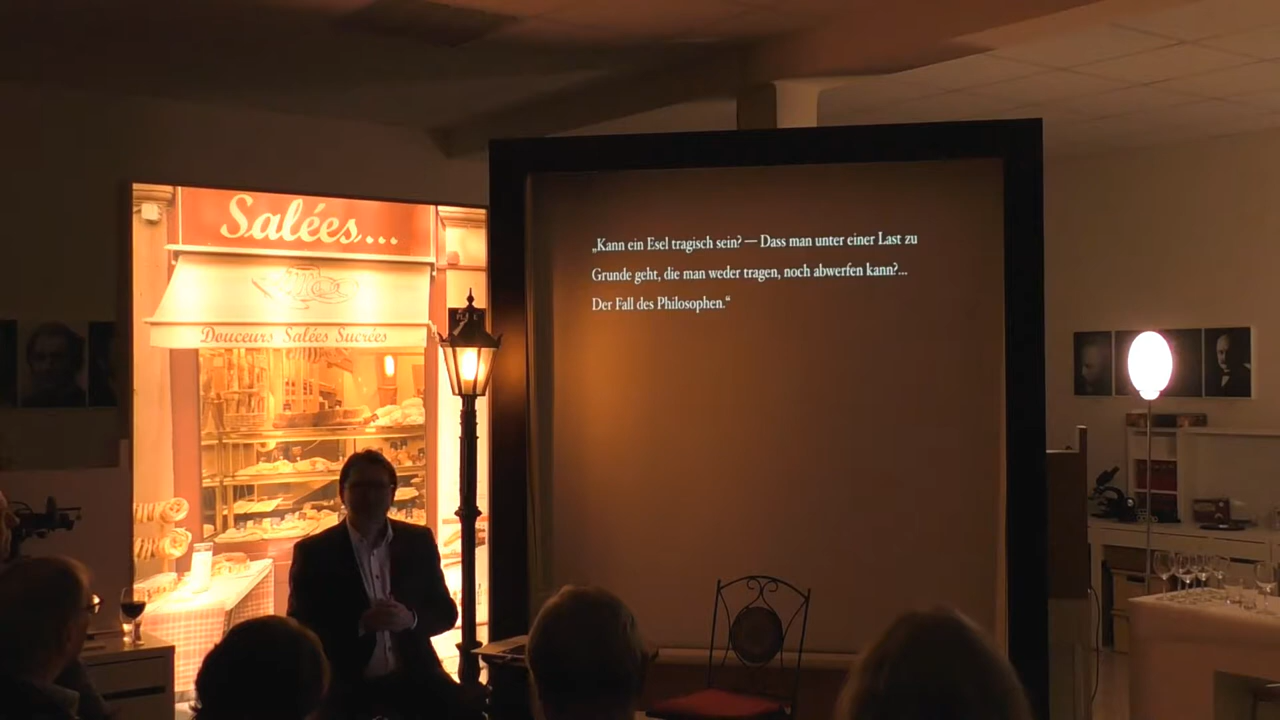 Salées...
Douceurs Salées Sucrées
„Kann ein Esel tragisch sein? — Dass man unter einer Last zu
Grunde geht, die man weder tragen, noch abwerfen kann?...
Der Fall des Philosophen.“